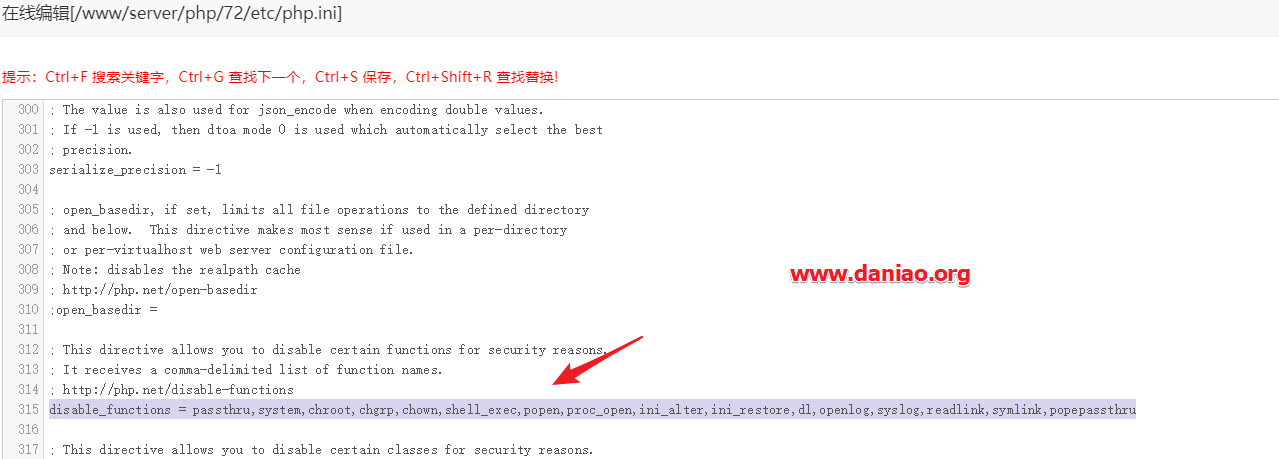 在线编辑[/www/server/php/72/etc/php.ini]
提示：Ctrl+F 搜索关键字，Ctrl+G 查找下一个，Ctrl+S 保存，Ctrl+Shift+R 查找替换!
300 ; The value is also used for json_encode when encoding double values.
301 ; If -1 is used, then dtoa mode 0 is used which automatically select the best
302 ; precision.
303 serialize_precision = -1
304
305 ; open_basedir, if set, limits all file operations to the defined directory
306 ; and below.  This directive makes most sense if used in a per-directory
307 ; or per-virtualhost web server configuration file.
308 ; Note: disables the realpath cache
www.daniao.org
309 ; http://php.net/open-basedir
310 ;open_basedir =
311
312 ; This directive allows you to disable certain functions for security reasons.
313 ; It receives a comma-delimited list of function names.
314 ; http://php.net/disable-functions
315 disable_functions = passthru,system,chroot,chgrp,chown,shell_exec,popen,proc_open,ini_alter,ini_restore,dl,openlog,syslog,readlink,symlink,popepassthru
316
317 ; This directive allows you to disable certain classes for security reasons.